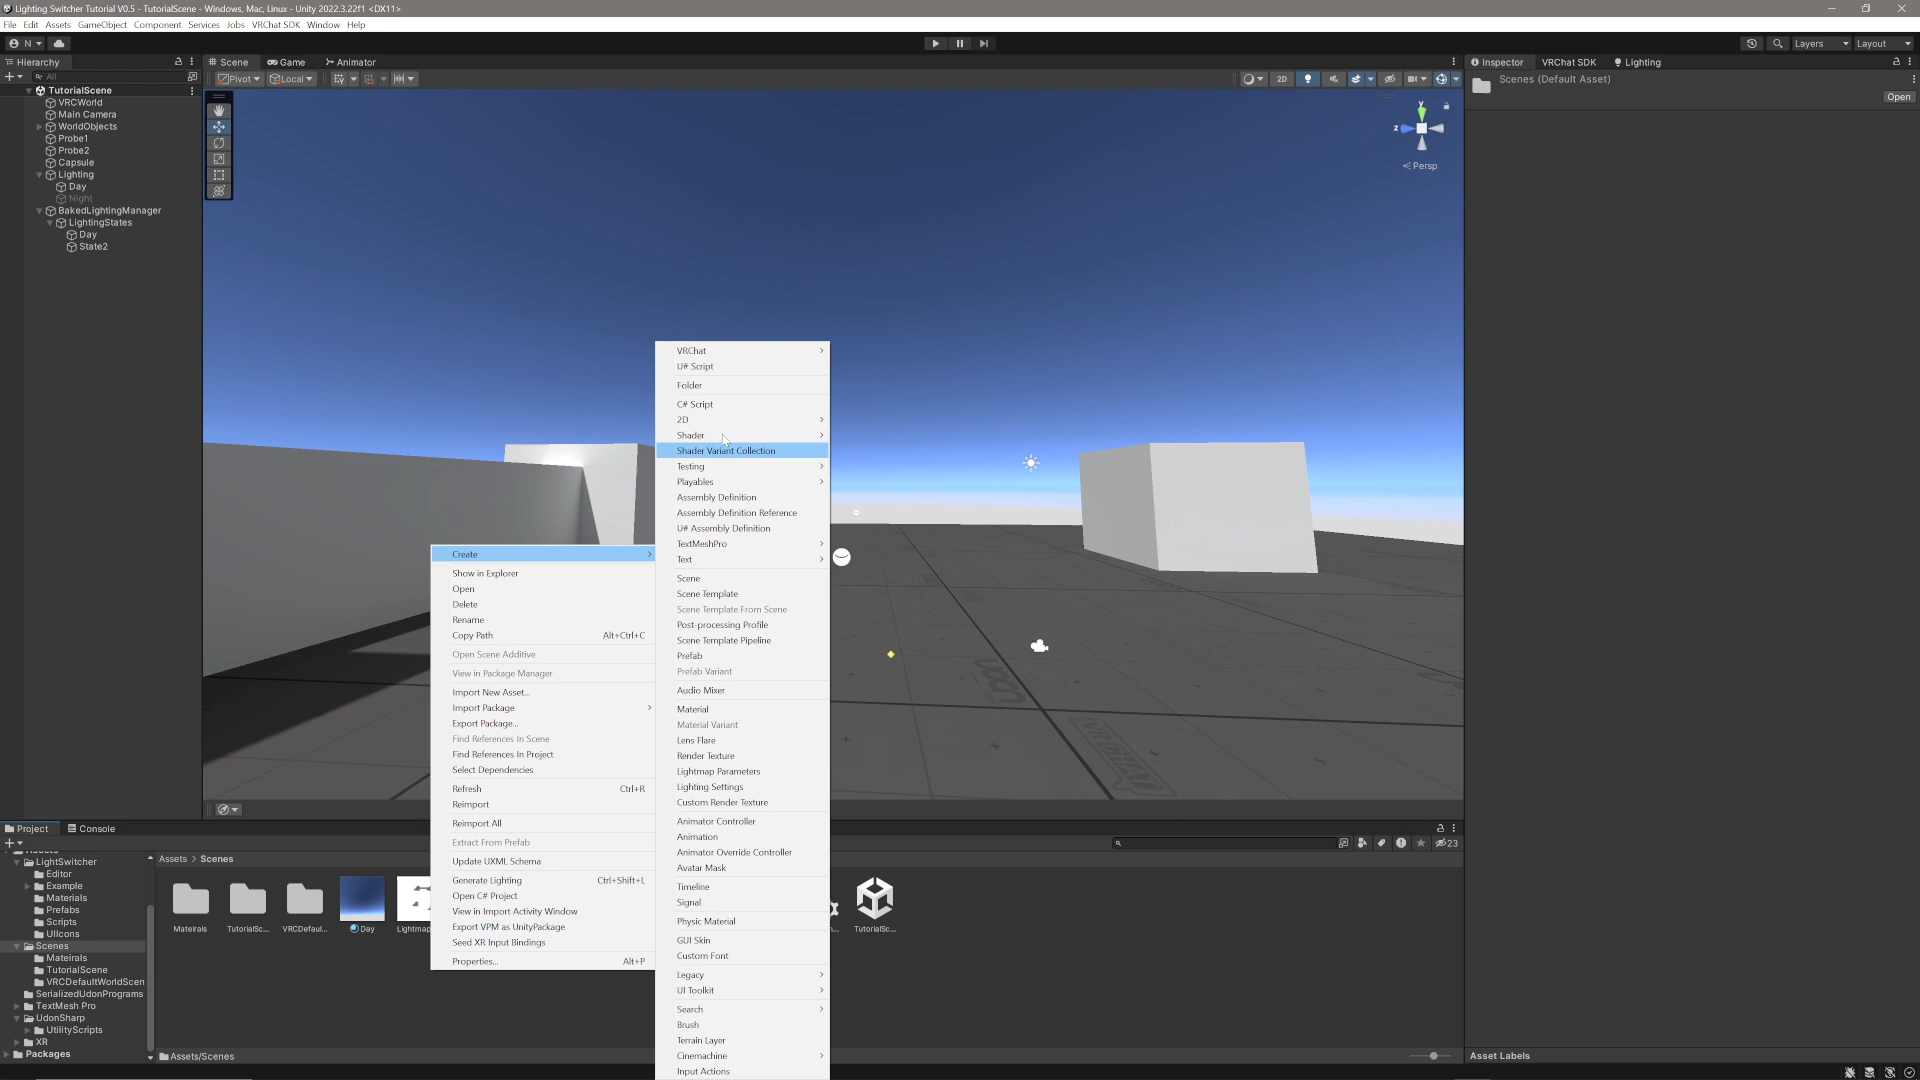 Lighting Switcher Tutorial V0.5 - TutorialScene - Windows, Mac, Linux - Unity 2022.3.22f1 <DX11>
File Edit Assets GameObject Component Services Jobs VRChat SDK Window Help
N
Layers Layout
Hierarchy
All
TutorialScene
VRCWorld
Main Camera
WorldObjects
Probe1
Probe2
Capsule
Lighting
Day
Night
BakedLightingManager
LightingStates
Day
State2
Scene Game Animator
Pivot Local
2D
y
z
Persp
VRCHAT
Inspector VRChat SDK Lighting
Scenes (Default Asset)
Open
Create
Show in Explorer
Open
Delete
Rename
Copy Path Alt+Ctrl+C
Open Scene Additive
View in Package Manager
Import New Asset...
Import Package
Export Package...
Find References In Scene
Find References In Project
Select Dependencies
Refresh Ctrl+R
Reimport
Reimport All
Extract From Prefab
Update UXML Schema
Generate Lighting Ctrl+Shift+L
Open C# Project
View in Import Activity Window
Export VPM as UnityPackage
Seed XR Input Bindings
Properties... Alt+P
VRChat
U# Script
Folder
C# Script
2D
Shader
Shader Variant Collection
Testing
Playables
Assembly Definition
Assembly Definition Reference
U# Assembly Definition
TextMeshPro
Text
Scene
Scene Template
Scene Template From Scene
Post-processing Profile
Scene Template Pipeline
Prefab
Prefab Variant
Audio Mixer
Material
Material Variant
Lens Flare
Render Texture
Lightmap Parameters
Lighting Settings
Custom Render Texture
Animator Controller
Animation
Animator Override Controller
Avatar Mask
Timeline
Signal
Physic Material
GUI Skin
Custom Font
Legacy
UI Toolkit
Search
Brush
Terrain Layer
Cinemachine
Input Actions
Project Console
23
Assets
LightSwitcher
Editor
Example
Materials
Prefabs
Scripts
UIIcons
Scenes
Mateirals
TutorialScene
VRCDefaultWorldScen
SerializedUdonPrograms
TextMesh Pro
UdonSharp
UtilityScripts
XR
Packages
Assets > Scenes
Mateirals
TutorialSc...
VRCDefaul...
Day
Lightmap
n...
TutorialSc...
Assets/Scenes
Asset Labels